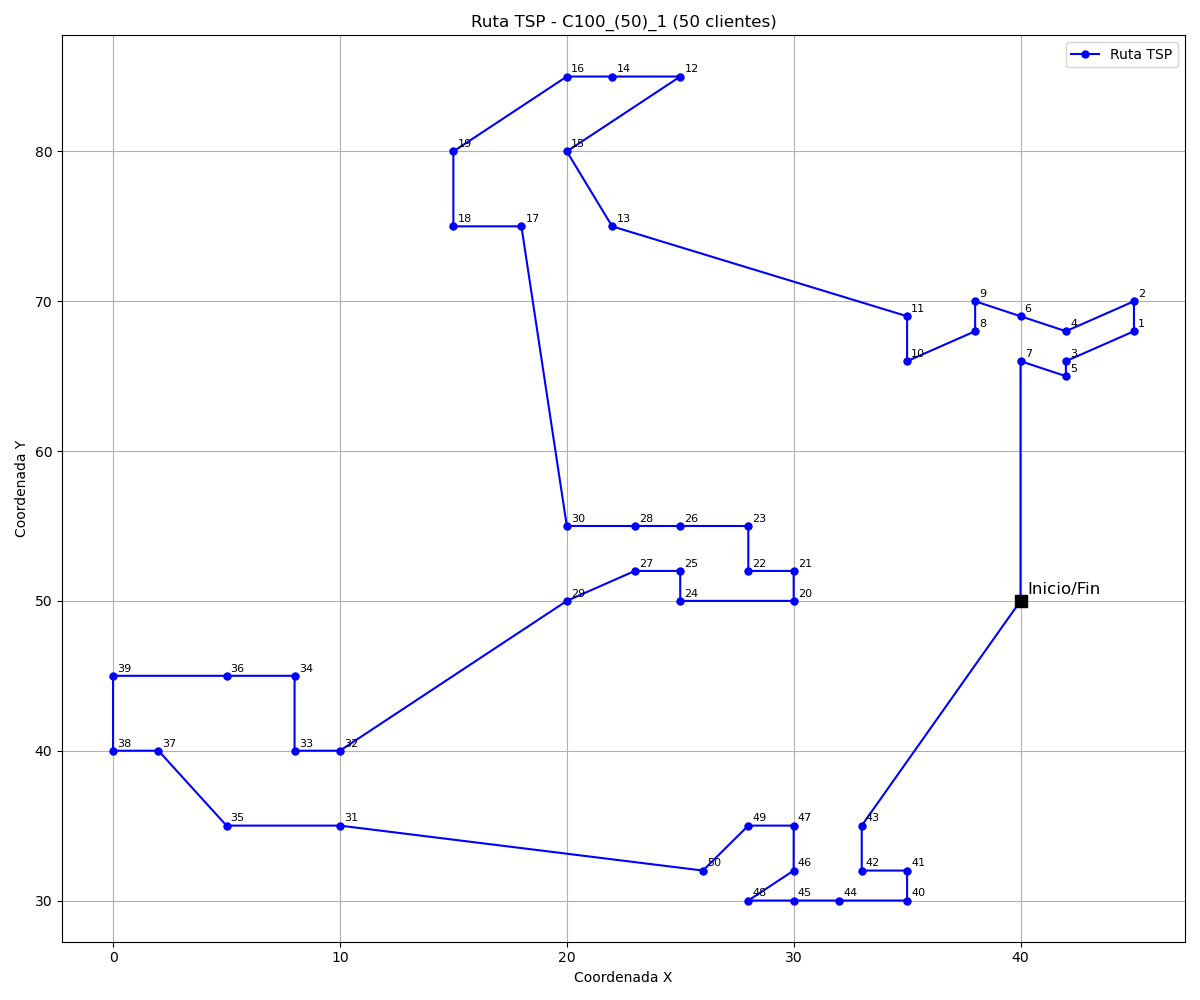 Ruta TSP - C100_(50)_1 (50 clientes)
Ruta TSP
16 14 12
19 15
80
18 17 13
70
9 2
11 6
8 4 1
10 7 3
5
60
Coordenada Y
30 28 26 23
27 25 22 21
Inicio/Fin
50
29 24 20
39 36 34
40
38 37 33 32
35 31 49 47 43
50 46 42 41
30
48 45 44 40
0 10 20 30 40
Coordenada X